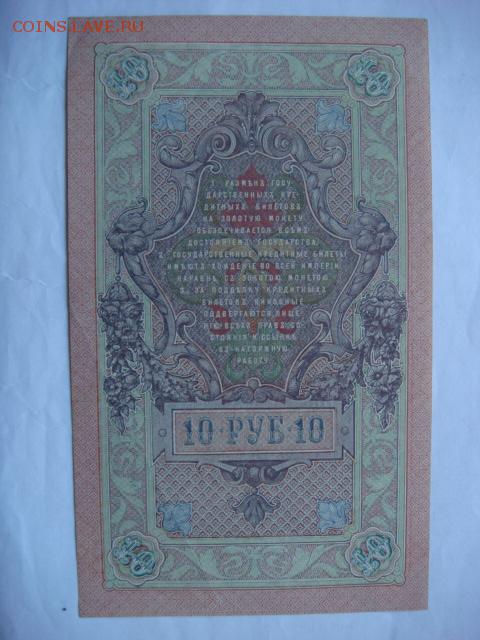 COINS.LAVE.RU
1. РАЗМѢНЪ ГОСУ-
ДАРСТВЕННЫХЪ КРЕ-
ДИТНЫХЪ БИЛЕТОВЪ
НА ЗОЛОТУЮ МОНЕТУ
ОБЕЗПЕЧИВАЕТСЯ ВСѢМЪ
ДОСТОЯНІЕМЪ ГОСУДАРСТВА.
2. ГОСУДАРСТВЕННЫЕ КРЕДИТНЫЕ БИЛЕТЫ
ИМѢЮТЪ ХОЖДЕНІЕ ВО ВСЕЙ ИМПЕРІИ
НАРАВНѢ СЪ ЗОЛОТОЮ МОНЕТОЮ.
3. ЗА ПОДДѢЛКУ КРЕДИТНЫХЪ
БИЛЕТОВЪ ВИНОВНЫЕ
ПОДВЕРГАЮТСЯ ЛИШЕ-
НІЮ ВСѢХЪ ПРАВЪ СО-
СТОЯНІЯ И ССЫЛКѢ
ВЪ КАТОРЖНУЮ
РАБОТУ.
10·РУБ·10